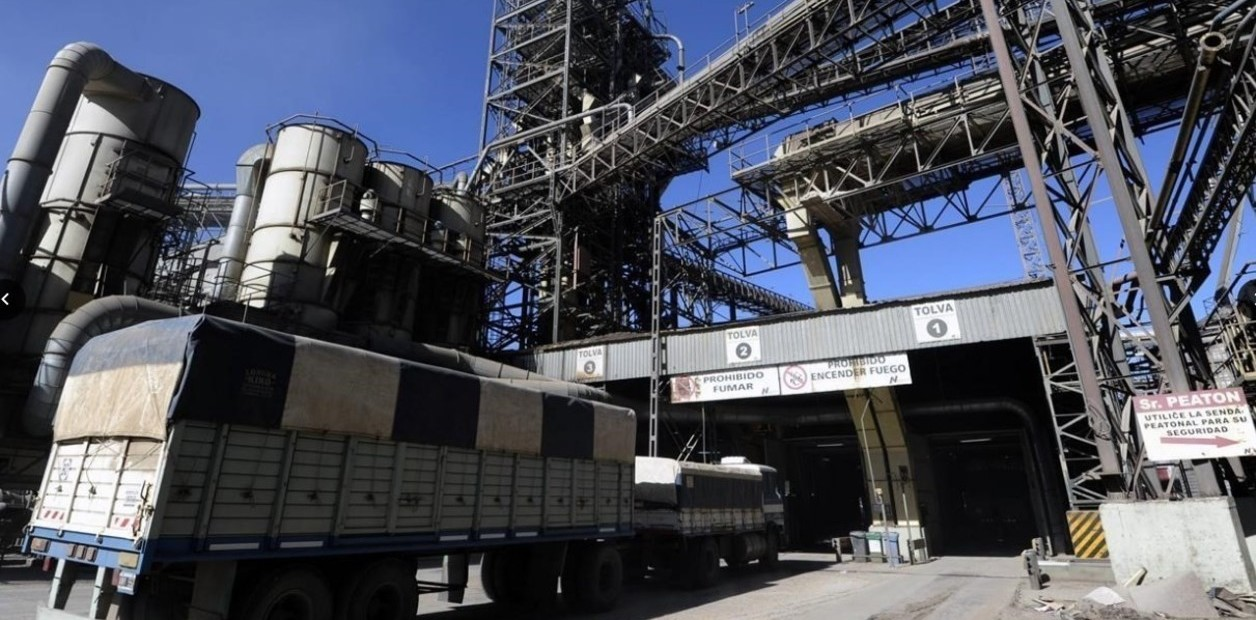 TOLVA
3
TOLVA
2
TOLVA
1
PROHIBIDO
FUMAR
PROHIBIDO
ENCENDER FUEGO
Sr. PEATON
UTILICE LA SENDA
PEATONAL PARA SU
SEGURIDAD